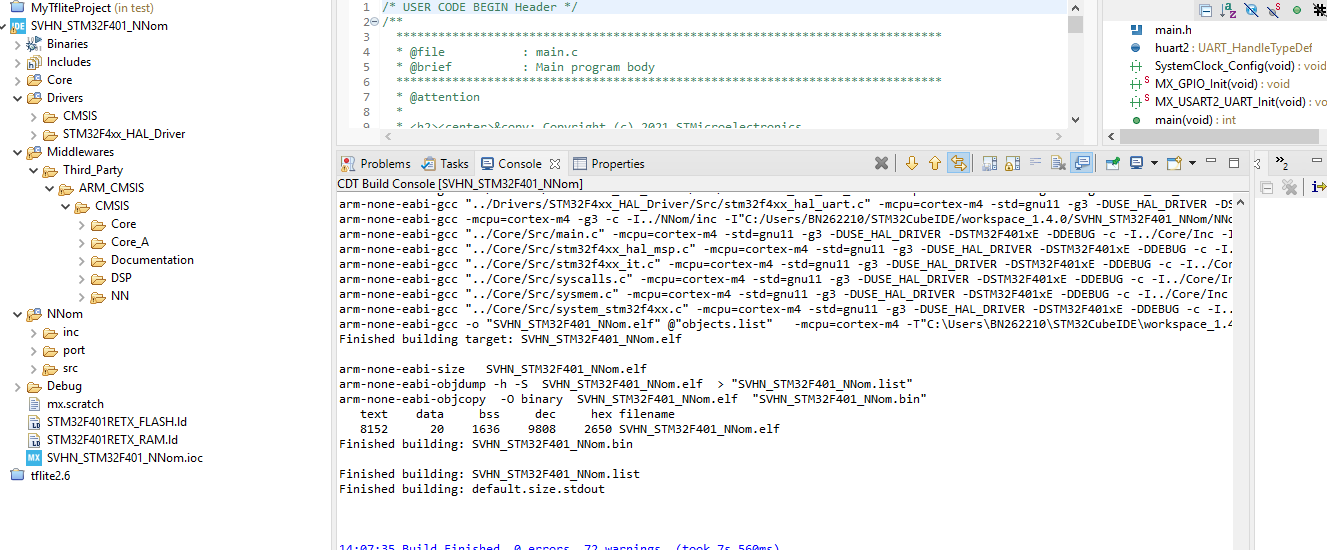 MyTfliteProject (in test)
SVHN_STM32F401_NNom
Binaries
Includes
Core
Drivers
CMSIS
STM32F4xx_HAL_Driver
Middlewares
Third_Party
ARM_CMSIS
CMSIS
Core
Core_A
Documentation
DSP
NN
NNom
inc
port
src
Debug
mx.scratch
STM32F401RETX_FLASH.ld
STM32F401RETX_RAM.ld
SVHN_STM32F401_NNom.ioc
tflite2.6
1 /* USER CODE BEGIN Header */
2 /**
3 ******************************************************************************
4 * @file : main.c
5 * @brief : Main program body
6 ******************************************************************************
7 * @attention
8 *
9 * <h2><center>&copy; Copyright (c) 2021 STMicroelectronics
main.h
huart2 : UART_HandleTypeDef
SystemClock_Config(void) : void
MX_GPIO_Init(void) : void
MX_USART2_UART_Init(void) : void
main(void) : int
Problems Tasks Console Properties
CDT Build Console [SVHN_STM32F401_NNom]
arm-none-eabi-gcc "../Drivers/STM32F4xx_HAL_Driver/Src/stm32f4xx_hal_uart.c" -mcpu=cortex-m4 -std=gnu11 -g3 -DUSE_HAL_DRIVER -DS
arm-none-eabi-gcc -mcpu=cortex-m4 -g3 -c -I../NNom/inc -I"C:/Users/BN262210/STM32CubeIDE/workspace_1.4.0/SVHN_STM32F401_NNom/NNo
arm-none-eabi-gcc "../Core/Src/main.c" -mcpu=cortex-m4 -std=gnu11 -g3 -DUSE_HAL_DRIVER -DSTM32F401xE -DDEBUG -c -I../Core/Inc -I
arm-none-eabi-gcc "../Core/Src/stm32f4xx_hal_msp.c" -mcpu=cortex-m4 -std=gnu11 -g3 -DUSE_HAL_DRIVER -DSTM32F401xE -DDEBUG -c -I.
arm-none-eabi-gcc "../Core/Src/stm32f4xx_it.c" -mcpu=cortex-m4 -std=gnu11 -g3 -DUSE_HAL_DRIVER -DSTM32F401xE -DDEBUG -c -I../Cor
arm-none-eabi-gcc "../Core/Src/syscalls.c" -mcpu=cortex-m4 -std=gnu11 -g3 -DUSE_HAL_DRIVER -DSTM32F401xE -DDEBUG -c -I../Core/In
arm-none-eabi-gcc "../Core/Src/sysmem.c" -mcpu=cortex-m4 -std=gnu11 -g3 -DUSE_HAL_DRIVER -DSTM32F401xE -DDEBUG -c -I../Core/Inc
arm-none-eabi-gcc "../Core/Src/system_stm32f4xx.c" -mcpu=cortex-m4 -std=gnu11 -g3 -DUSE_HAL_DRIVER -DSTM32F401xE -DDEBUG -c -I..
arm-none-eabi-gcc -o "SVHN_STM32F401_NNom.elf" @"objects.list" -mcpu=cortex-m4 -T"C:\Users\BN262210\STM32CubeIDE\workspace_1.4
Finished building target: SVHN_STM32F401_NNom.elf
arm-none-eabi-size SVHN_STM32F401_NNom.elf
arm-none-eabi-objdump -h -S SVHN_STM32F401_NNom.elf > "SVHN_STM32F401_NNom.list"
arm-none-eabi-objcopy -O binary SVHN_STM32F401_NNom.elf "SVHN_STM32F401_NNom.bin"
text data bss dec hex filename
8152 20 1636 9808 2650 SVHN_STM32F401_NNom.elf
Finished building: SVHN_STM32F401_NNom.bin
Finished building: SVHN_STM32F401_NNom.list
Finished building: default.size.stdout
14:07:35 Build Finished. 0 errors, 72 warnings. (took 7s.560ms)